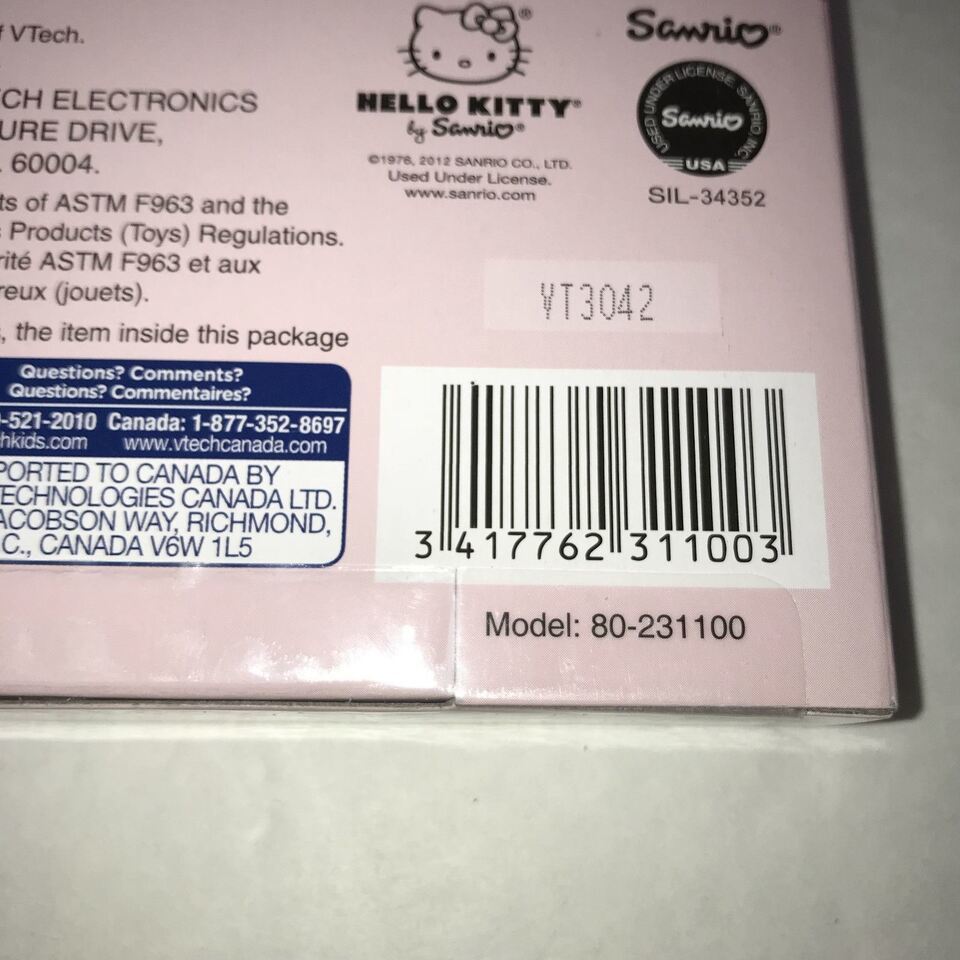 f VTech.
CH ELECTRONICS
URE DRIVE,
. 60004.
ts of ASTM F963 and the
s Products (Toys) Regulations.
rité ASTM F963 et aux
reux (jouets).
, the item inside this package
Questions? Comments?
Questions? Commentaires?
-521-2010 Canada: 1-877-352-8697
hkids.com www.vtechcanada.com
PORTED TO CANADA BY
TECHNOLOGIES CANADA LTD.
ACOBSON WAY, RICHMOND,
C., CANADA V6W 1L5
®
HELLO KITTY®
by Sanrio®
©1976, 2012 SANRIO CO., LTD.
Used Under License.
www.sanrio.com
Sanrio®
USED UNDER LICENSE SANRIO INC.
Sanrio
USA
SIL-34352
VT3042
3 417762 311003
Model: 80-231100